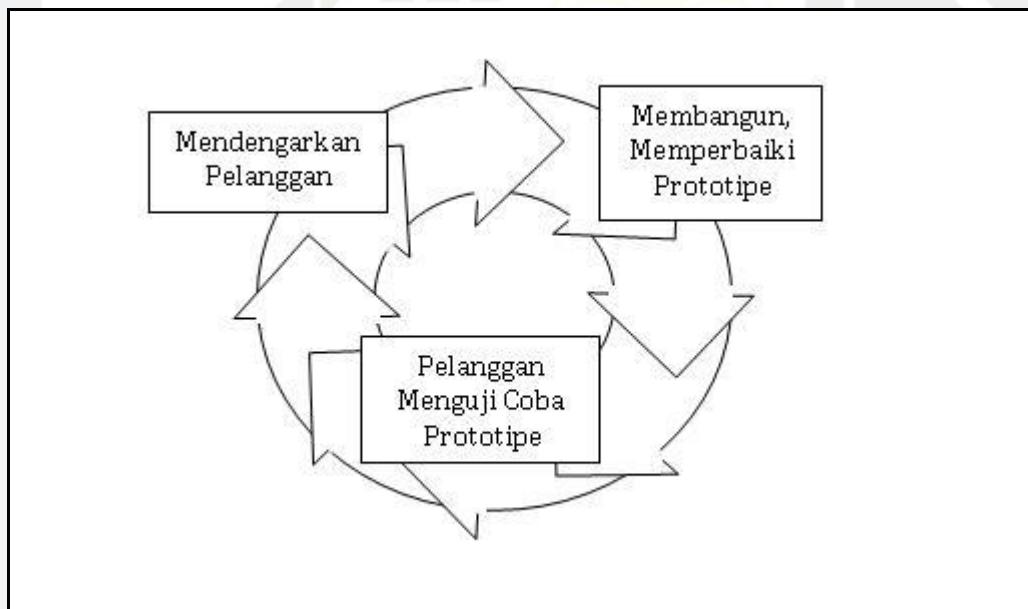 Mendengarkan
Pelanggan
Membangun,
Memperbaiki
Prototipe
Pelanggan
Menguji Coba
Prototipe